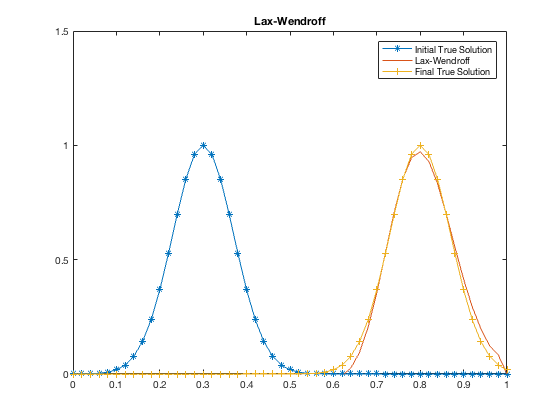 Lax-Wendroff
1.5
1
0.5
0
Initial True Solution
Lax-Wendroff
Final True Solution
0 0.1 0.2 0.3 0.4 0.5 0.6 0.7 0.8 0.9 1